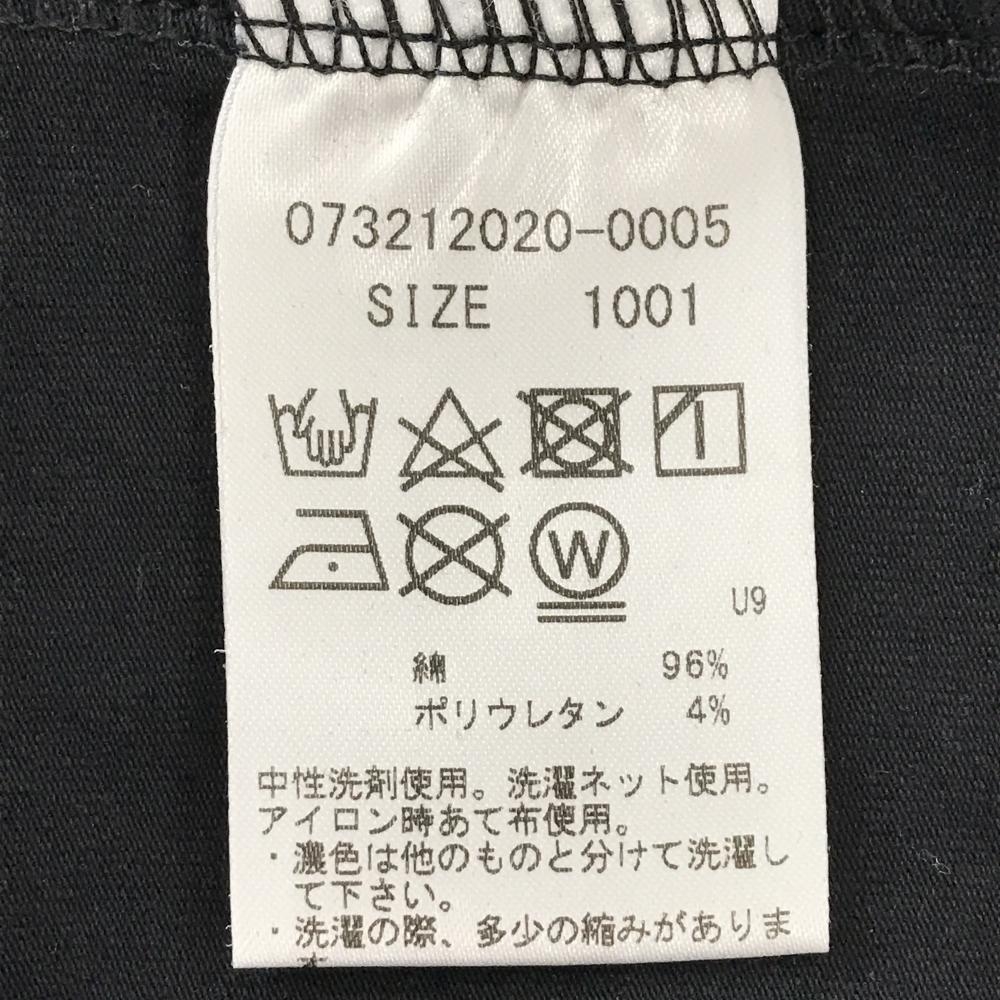 073212020-0005
SIZE 1001
W
U9
綿 96%
ポリウレタン 4%
中性洗剤使用。洗濯ネット使用。
アイロン時あて布使用。
・濃色は他のものと分けて洗濯し
て下さい。
・洗濯の際、多少の縮みがありま